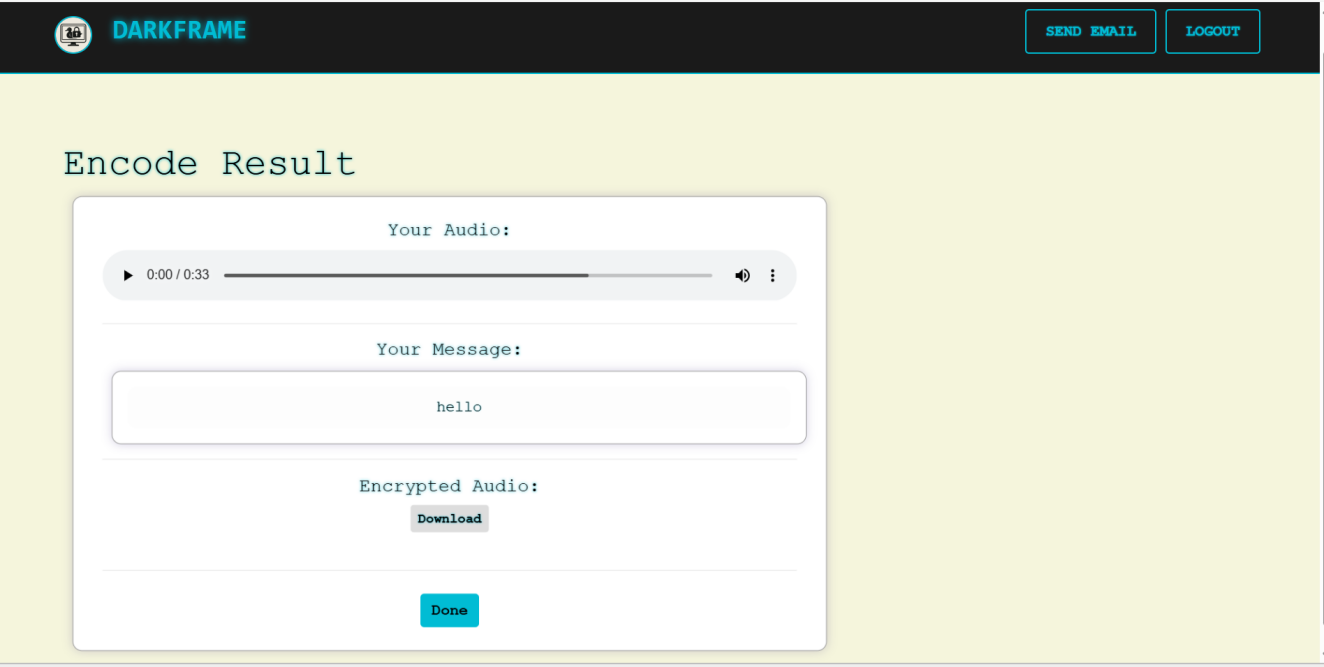 DARKFRAME
SEND EMAIL
LOGOUT
Encode Result
Your Audio:
0:00 / 0:33
Your Message:
hello
Encrypted Audio:
Download
Done